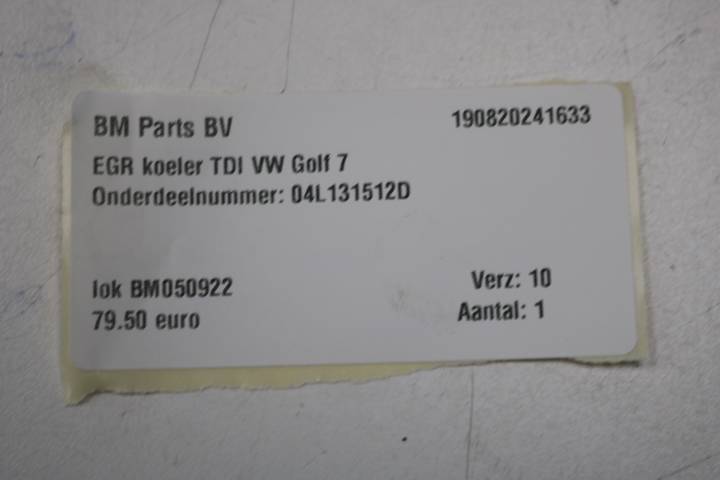 BM Parts BV 190820241633
EGR koeler TDI VW Golf 7
Onderdeelnummer: 04L131512D
lok BM050922 Verz: 10
79.50 euro Aantal: 1